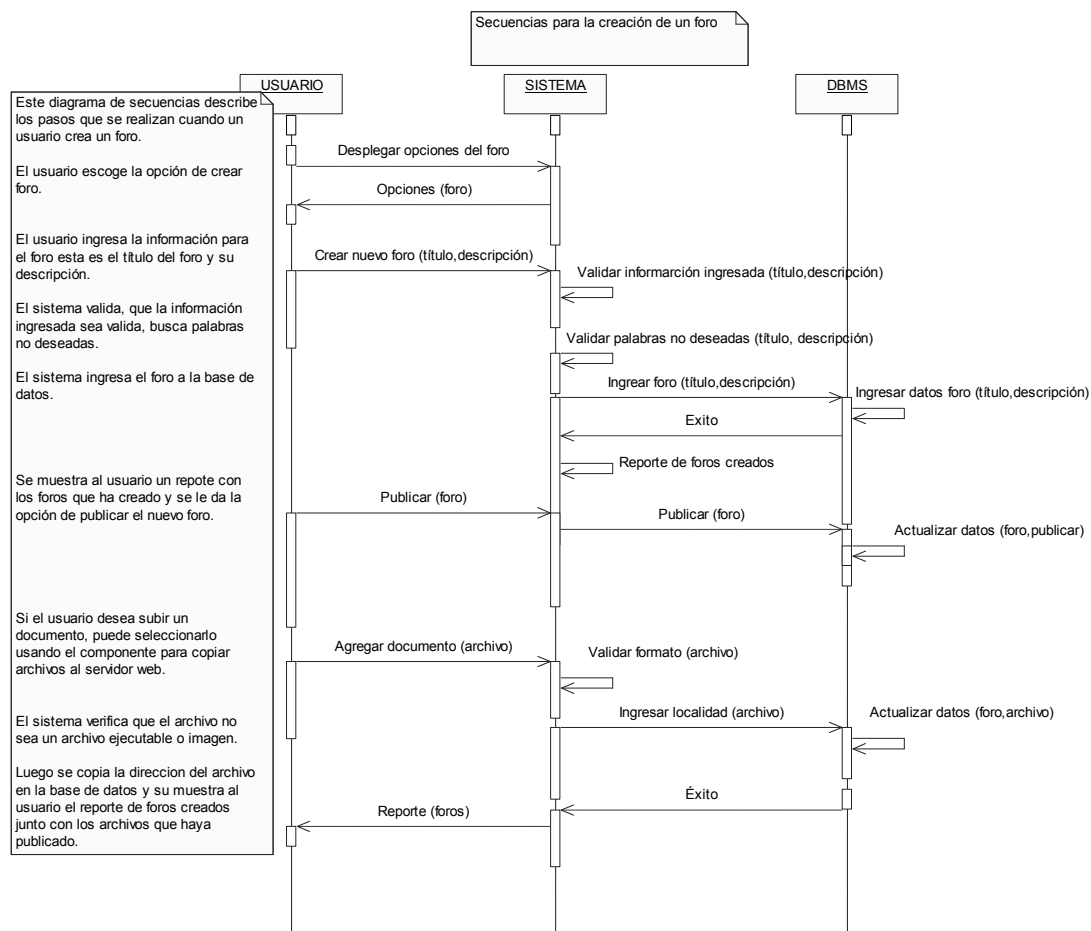 Secuencias para la creación de un foro
USUARIO
SISTEMA
DBMS
Este diagrama de secuencias describe
los pasos que se realizan cuando un
usuario crea un foro.
El usuario escoge la opción de crear
foro.
El usuario ingresa la información para
el foro esta es el título del foro y su
descripción.
El sistema valida, que la información
ingresada sea valida, busca palabras
no deseadas.
El sistema ingresa el foro a la base de
datos.
Se muestra al usuario un repote con
los foros que ha creado y se le da la
opción de publicar el nuevo foro.
Si el usuario desea subir un
documento, puede seleccionarlo
usando el componente para copiar
archivos al servidor web.
El sistema verifica que el archivo no
sea un archivo ejecutable o imagen.
Luego se copia la direccion del archivo
en la base de datos y su muestra al
usuario el reporte de foros creados
junto con los archivos que haya
publicado.
Desplegar opciones del foro
Opciones (foro)
Crear nuevo foro (título,descripción)
Validar informarción ingresada (título,descripción)
Validar palabras no deseadas (título, descripción)
Ingrear foro (título,descripción)
Ingresar datos foro (título,descripción)
Exito
Reporte de foros creados
Publicar (foro)
Publicar (foro)
Actualizar datos (foro,publicar)
Agregar documento (archivo)
Validar formato (archivo)
Ingresar localidad (archivo)
Actualizar datos (foro,archivo)
Éxito
Reporte (foros)